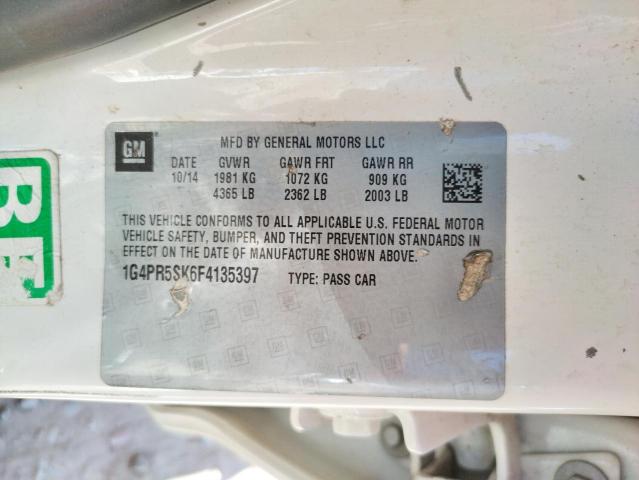 GM
MFD BY GENERAL MOTORS LLC
DATE GVWR GAWR FRT GAWR RR
10/14 1981 KG 1072 KG 909 KG
4365 LB 2362 LB 2003 LB
THIS VEHICLE CONFORMS TO ALL APPLICABLE U.S. FEDERAL MOTOR
VEHICLE SAFETY, BUMPER, AND THEFT PREVENTION STANDARDS IN
EFFECT ON THE DATE OF MANUFACTURE SHOWN ABOVE.
1G4PR5SK6F4135397 TYPE: PASS CAR